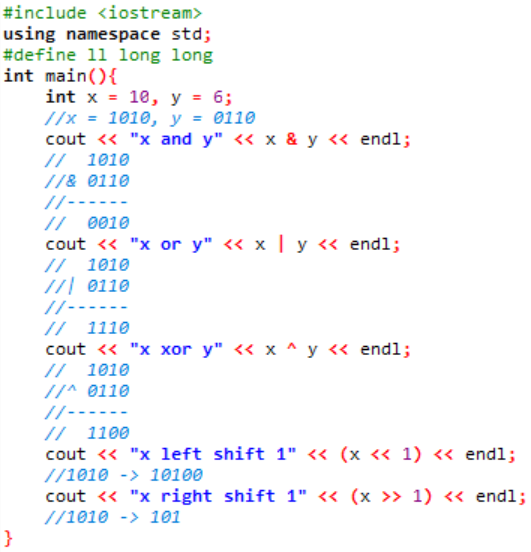 #include <iostream>
using namespace std;
#define ll long long
int main(){
    int x = 10, y = 6;
    //x = 1010, y = 0110
    cout << "x and y" << x & y << endl;
    //  1010
    //& 0110
    //------
    //  0010
    cout << "x or y" << x | y << endl;
    //  1010
    //| 0110
    //------
    //  1110
    cout << "x xor y" << x ^ y << endl;
    //  1010
    //^ 0110
    //------
    //  1100
    cout << "x left shift 1" << (x << 1) << endl;
    //1010 -> 10100
    cout << "x right shift 1" << (x >> 1) << endl;
    //1010 -> 101
}